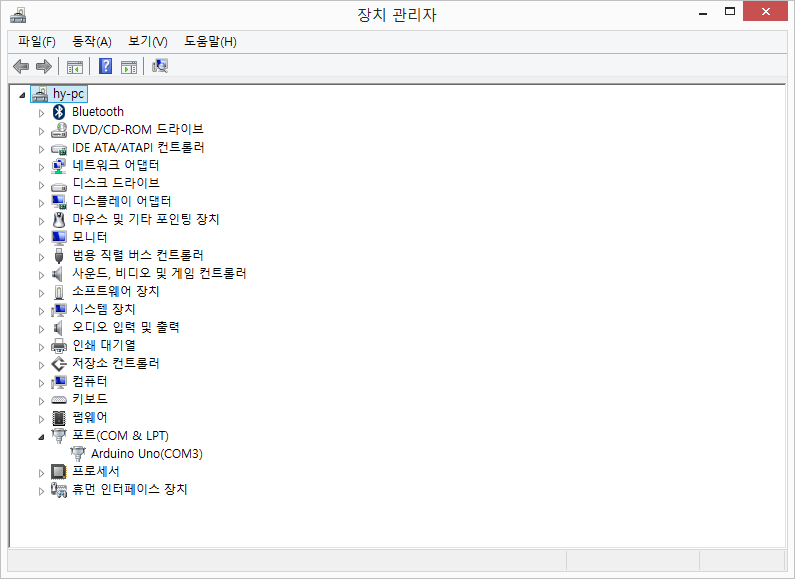 장치 관리자
파일(F) 동작(A) 보기(V) 도움말(H)
hy-pc
Bluetooth
DVD/CD-ROM 드라이브
IDE ATA/ATAPI 컨트롤러
네트워크 어댑터
디스크 드라이브
디스플레이 어댑터
마우스 및 기타 포인팅 장치
모니터
범용 직렬 버스 컨트롤러
사운드, 비디오 및 게임 컨트롤러
소프트웨어 장치
시스템 장치
오디오 입력 및 출력
인쇄 대기열
저장소 컨트롤러
컴퓨터
키보드
펌웨어
포트(COM & LPT)
Arduino Uno(COM3)
프로세서
휴먼 인터페이스 장치